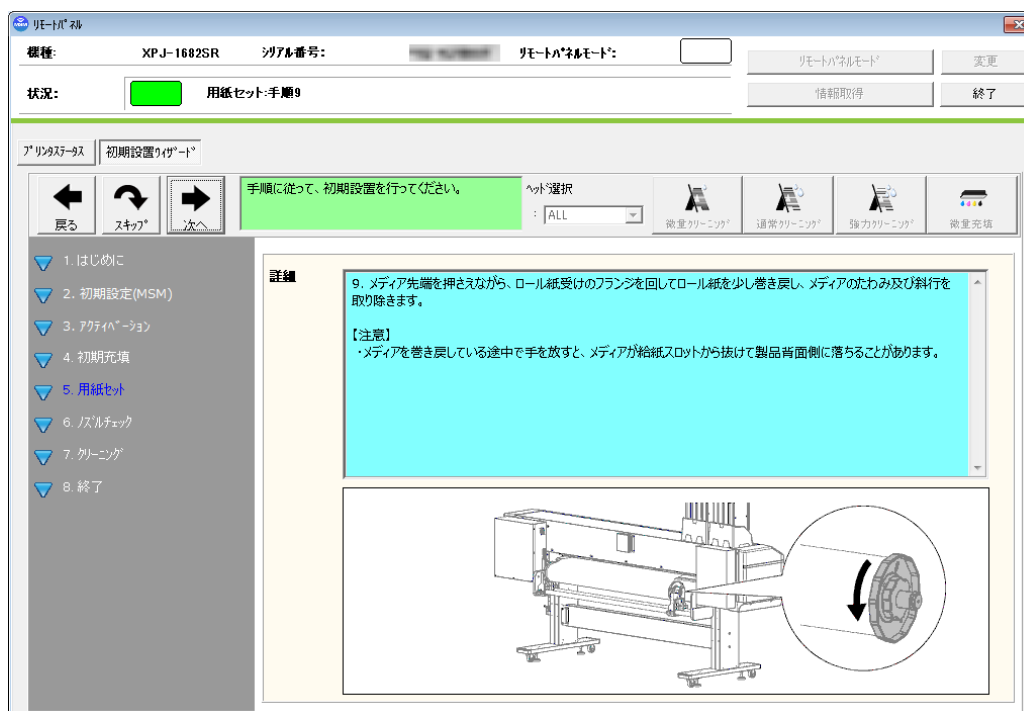 リモートパネル
機種: XPJ-1682SR シリアル番号: リモートパネルモード:
リモートパネルモード 変更
状況: 用紙セット:手順9
情報取得 終了
プリンタステータス 初期設置ウィザード
戻る スキップ 次へ
手順に従って、初期設置を行ってください。
ヘッド選択
: ALL
微量クリーニング 通常クリーニング 強力クリーニング 微量充填
1. はじめに
2. 初期設定(MSM)
3. アクティベーション
4. 初期充填
5. 用紙セット
6. ノズルチェック
7. クリーニング
8. 終了
詳細
9. メディア先端を押さえながら、ロール紙受けのフランジを回してロール紙を少し巻き戻し、メディアのたわみ及び斜行を
取り除きます。
【注意】
・メディアを巻き戻している途中で手を放すと、メディアが給紙スロットから抜けて製品背面側に落ちることがあります。